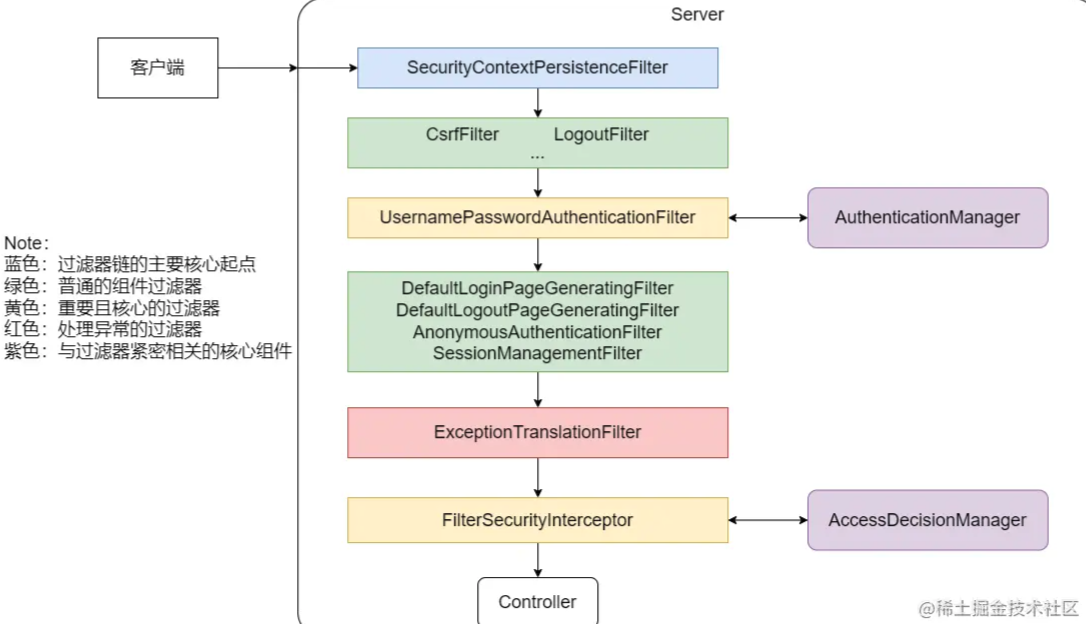 Server
客户端
SecurityContextPersistenceFilter
CsrfFilter LogoutFilter
...
UsernamePasswordAuthenticationFilter
AuthenticationManager
Note：
蓝色：过滤器链的主要核心起点
绿色：普通的组件过滤器
黄色：重要且核心的过滤器
红色：处理异常的过滤器
紫色：与过滤器紧密相关的核心组件
DefaultLoginPageGeneratingFilter
DefaultLogoutPageGeneratingFilter
AnonymousAuthenticationFilter
SessionManagementFilter
ExceptionTranslationFilter
FilterSecurityInterceptor
AccessDecisionManager
Controller
@稀土掘金技术社区